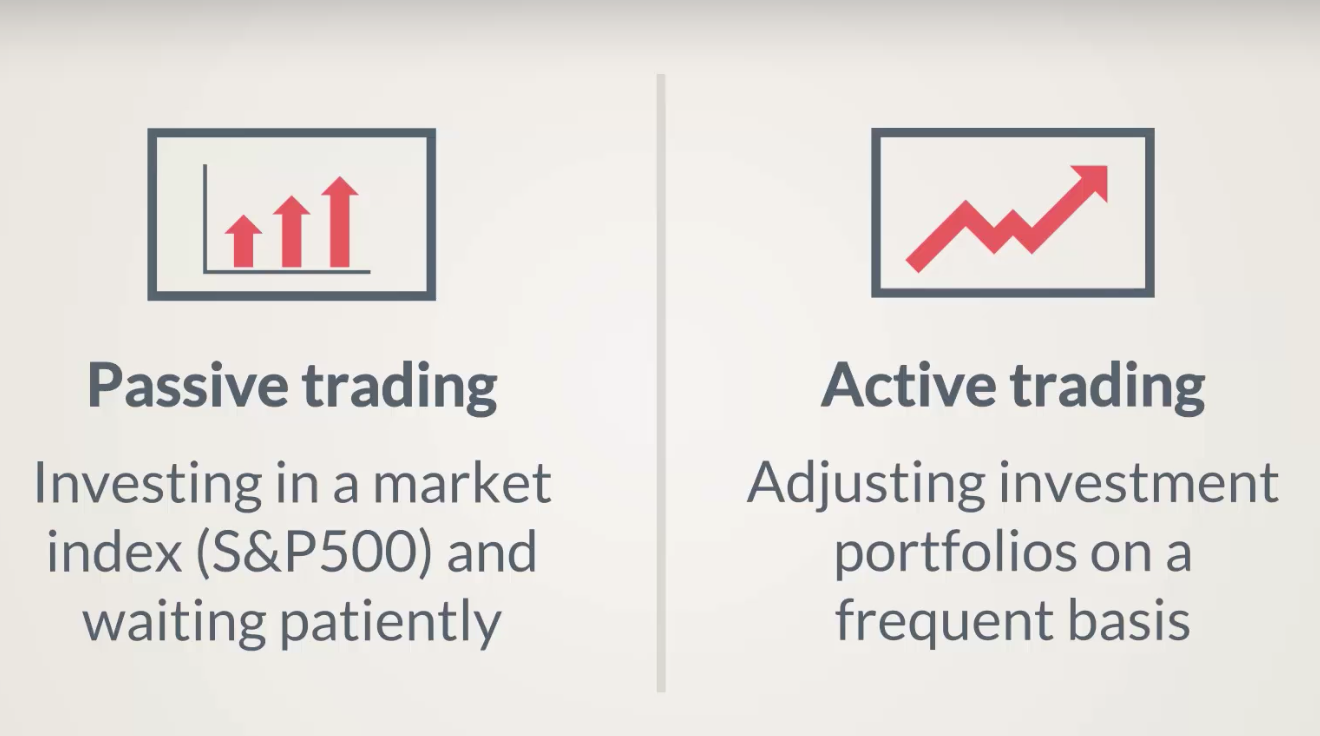 Passive trading
Investing in a market
index (S&P500) and
waiting patiently
Active trading
Adjusting investment
portfolios on a
frequent basis